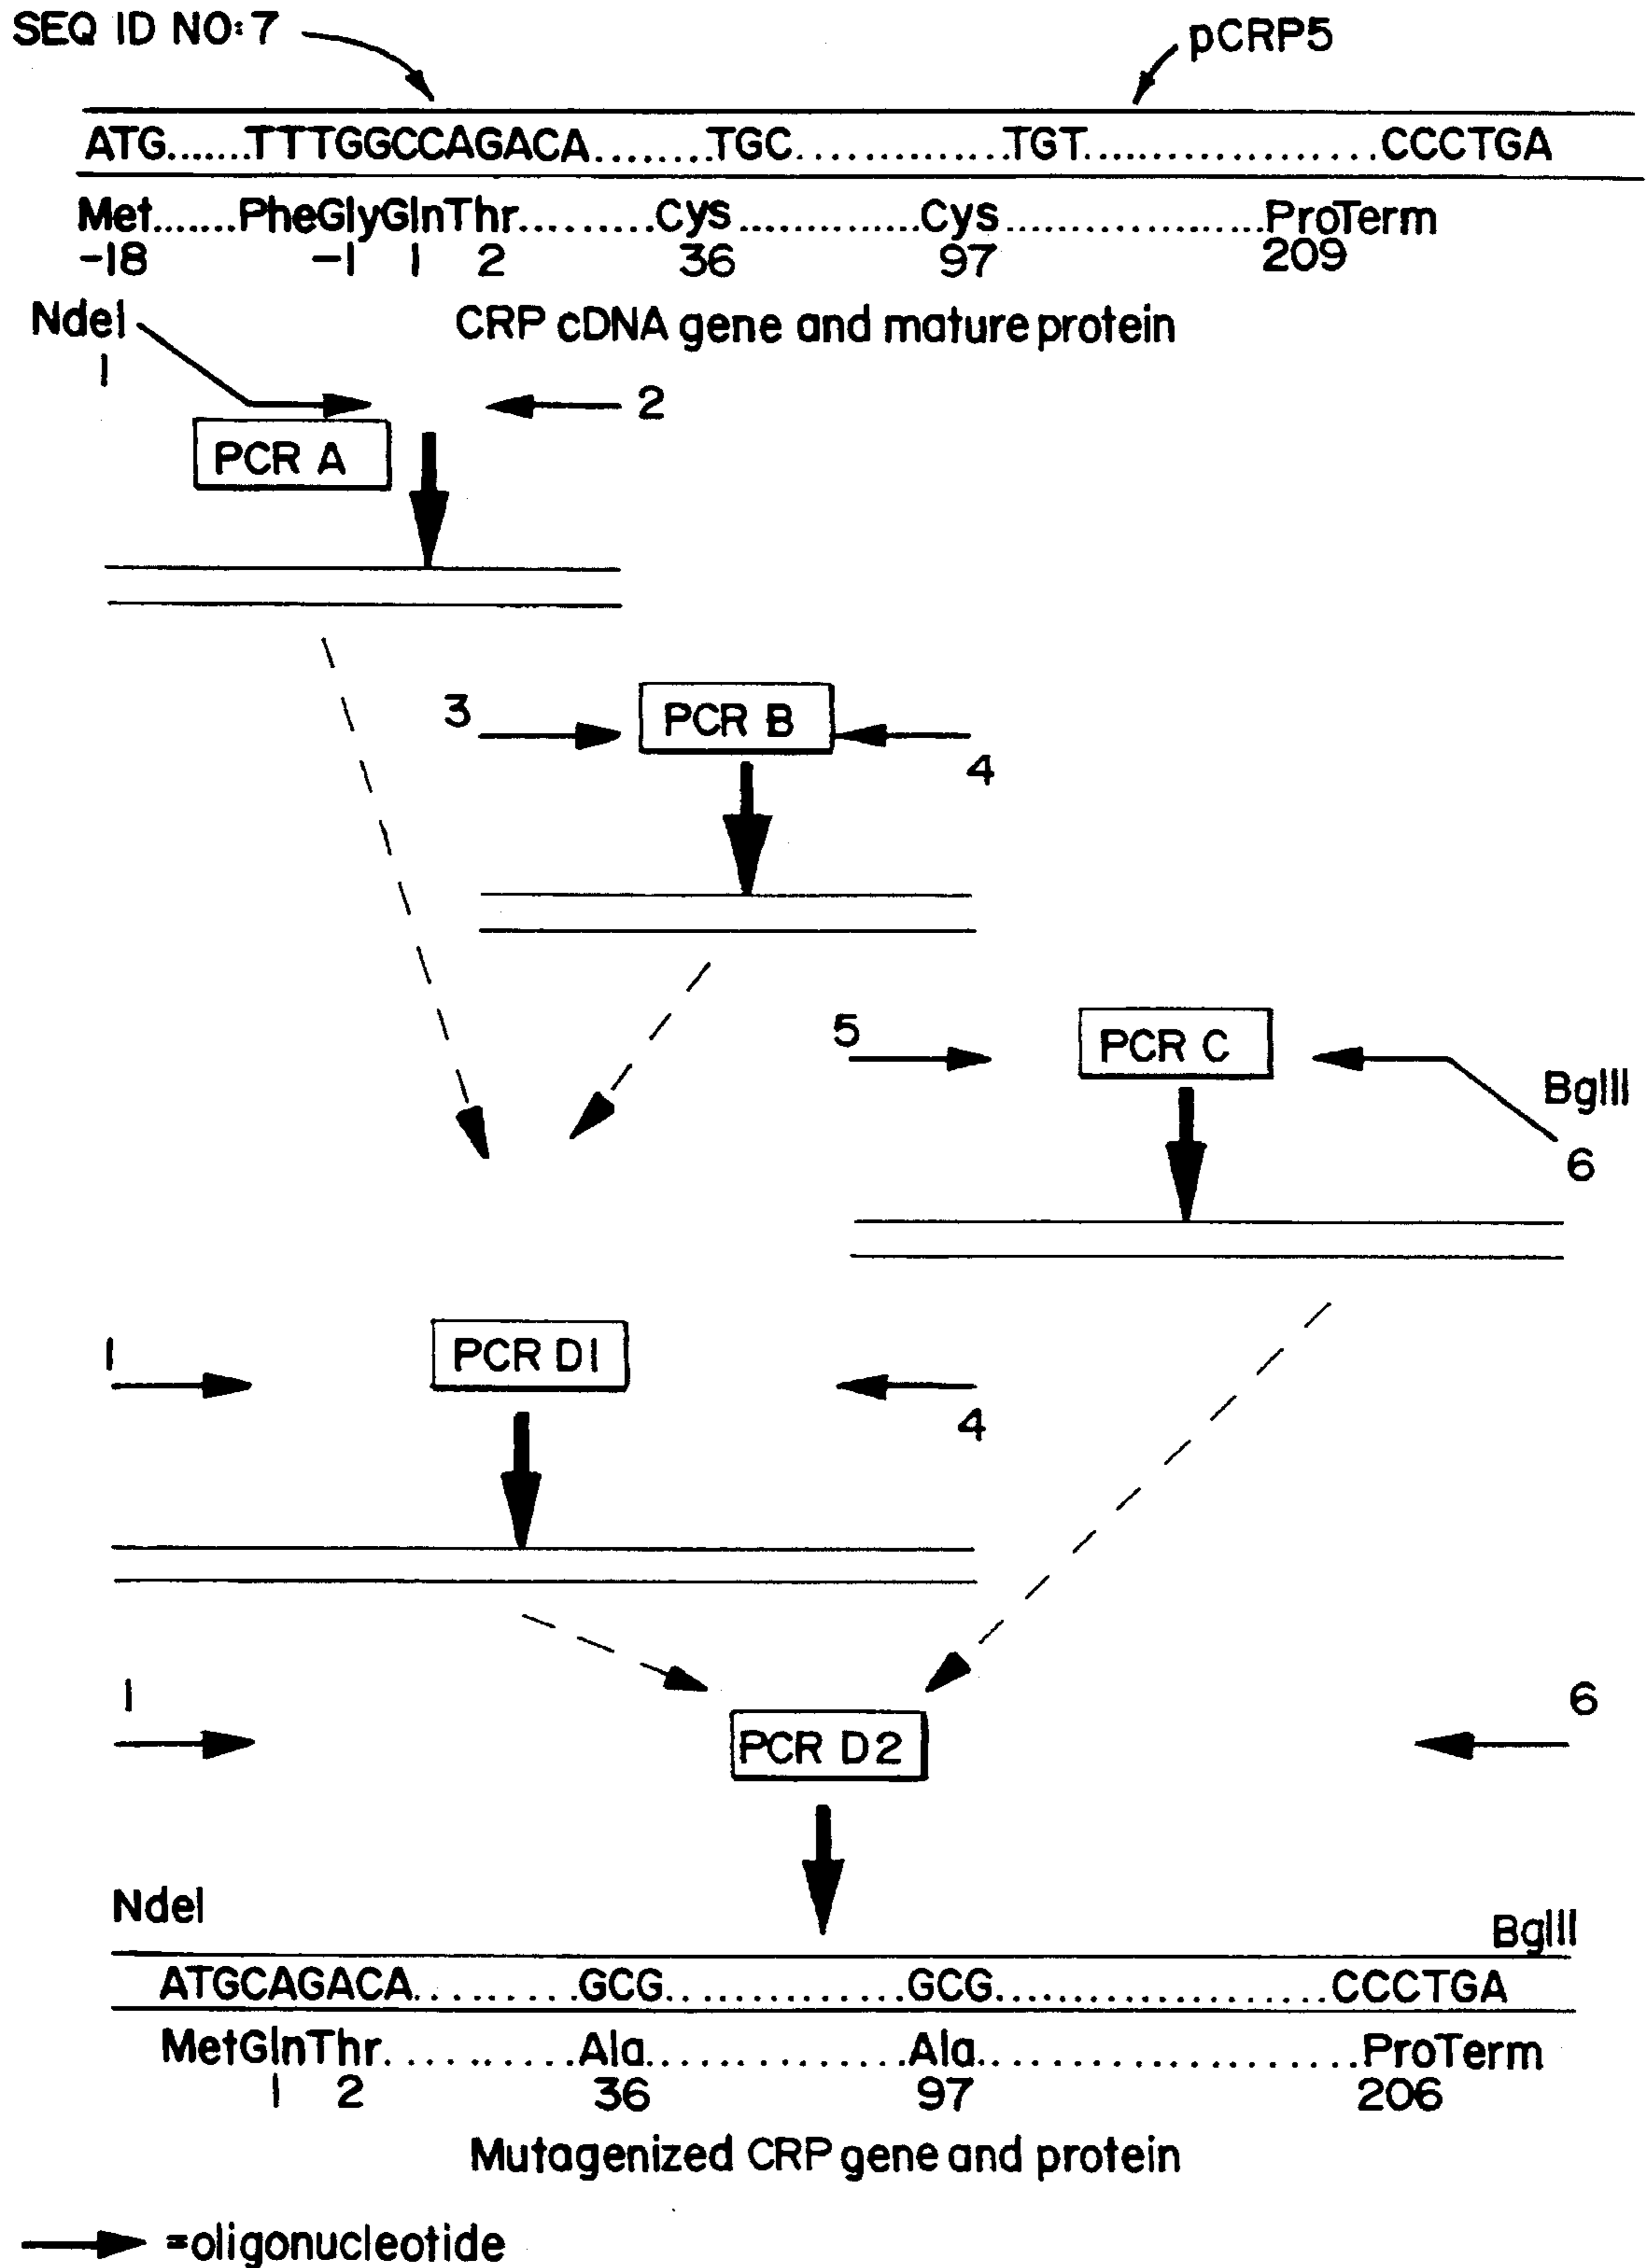 SEQ ID NO:7
pCRP5
ATG.......TTTGGCCAGACA........TGC..............TGT...................CCCTGA
Met.......PheGlyGlnThr.........Cys............Cys.................ProTerm
-18 -1 1 2 36 97 209
NdeI
CRP cDNA gene and mature protein
1
2
PCR A
3
PCR B
4
5
PCR C
BglII
6
1
PCR D1
4
1
6
PCR D2
NdeI
BglII
ATGCAGACA.........GCG.............GCG..................CCCTGA
MetGlnThr..........Ala..............Ala....................ProTerm
1 2 36 97 206
Mutagenized CRP gene and protein
=oligonucleotide